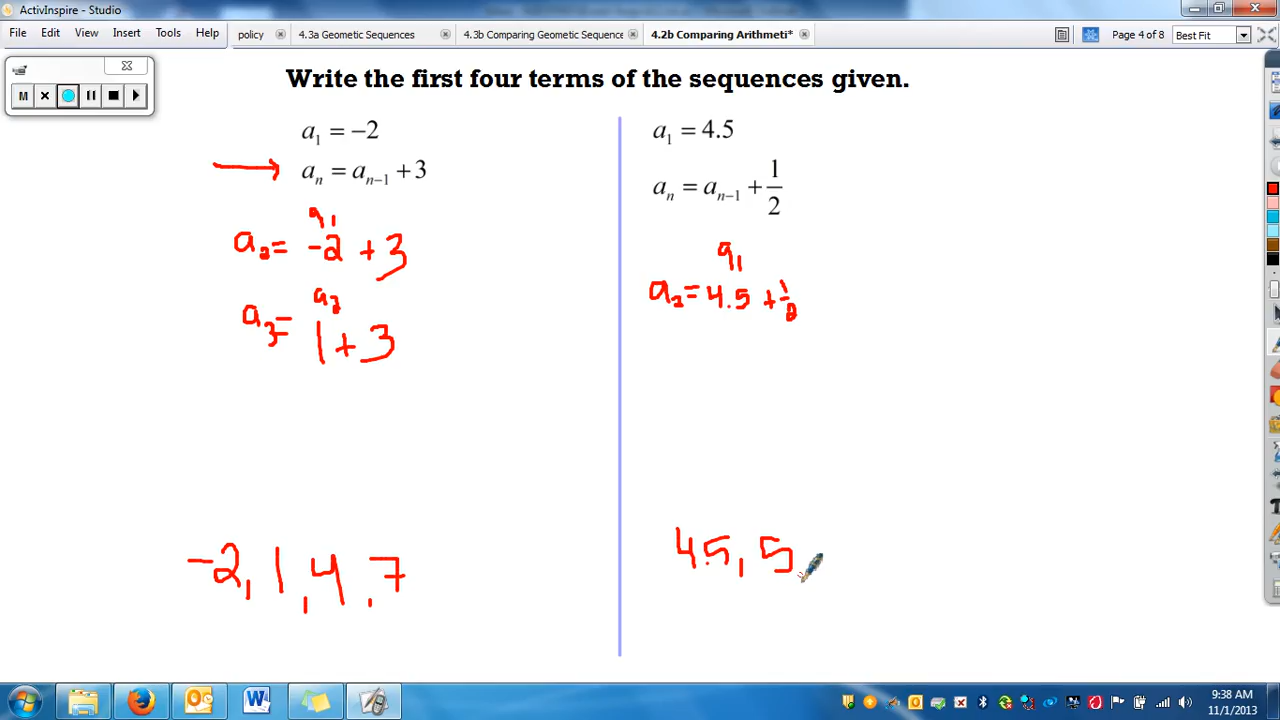 ActivInspire - Studio
File Edit View Insert Tools Help
policy 4.3a Geometic Sequences 4.3b Comparing Geometic Sequence 4.2b Comparing Arithmeti*
Page 4 of 8 Best Fit
M
Write the first four terms of the sequences given.
a₁ = −2
aₙ = aₙ₋₁ + 3
a₁
a₂ = -2 + 3
a₂
a₃ = 1 + 3
-2, 1, 4, 7
a₁ = 4.5
aₙ = aₙ₋₁ + 1/2
a₁
a₂ = 4.5 + 1/2
4.5, 5,
9:38 AM
11/1/2013